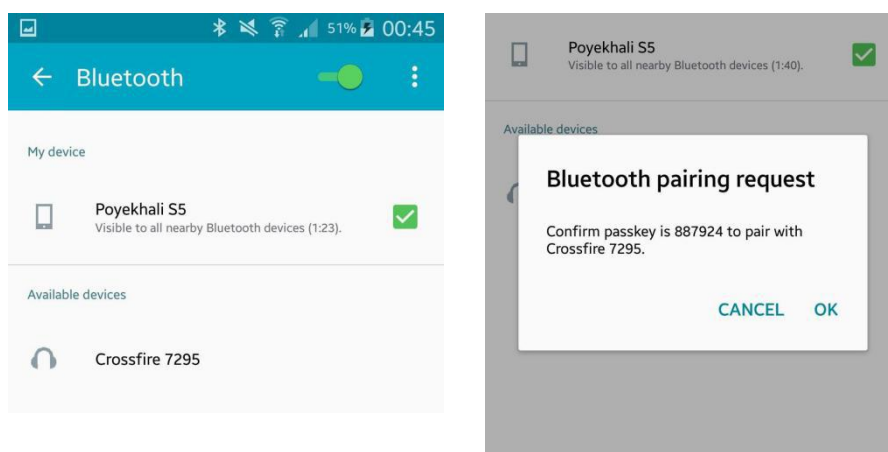 51% 00:45
Bluetooth
My device
Poyekhali S5
Visible to all nearby Bluetooth devices (1:23).
Available devices
Crossfire 7295
Poyekhali S5
Visible to all nearby Bluetooth devices (1:40).
Available devices
Bluetooth pairing request
Confirm passkey is 887924 to pair with
Crossfire 7295.
CANCEL OK